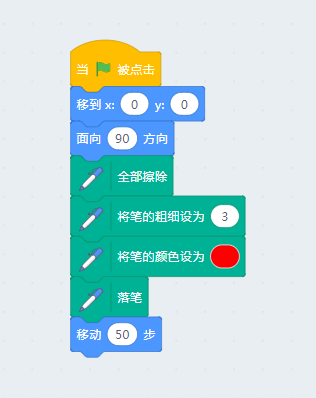 当 被点击
移到 x: 0 y: 0
面向 90 方向
全部擦除
将笔的粗细设为 3
将笔的颜色设为
落笔
移动 50 步